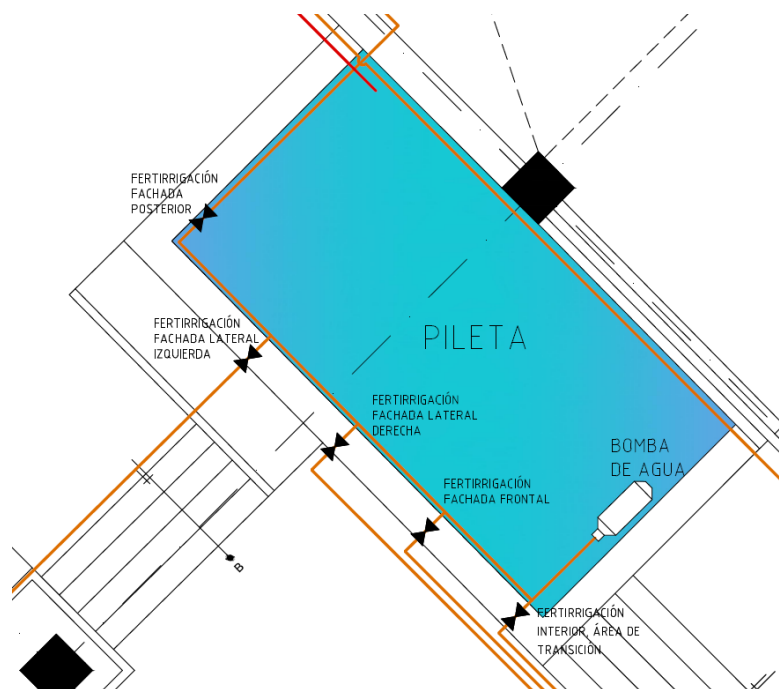 FERTIRRIGACIÓN
FACHADA
POSTERIOR
FERTIRRIGACIÓN
FACHADA LATERAL
IZQUIERDA
PILETA
FERTIRRIGACIÓN
FACHADA LATERAL
DERECHA
BOMBA
DE AGUA
FERTIRRIGACIÓN
FACHADA FRONTAL
B
FERTIRRIGACIÓN
INTERIOR, ÁREA DE
TRANSICIÓN